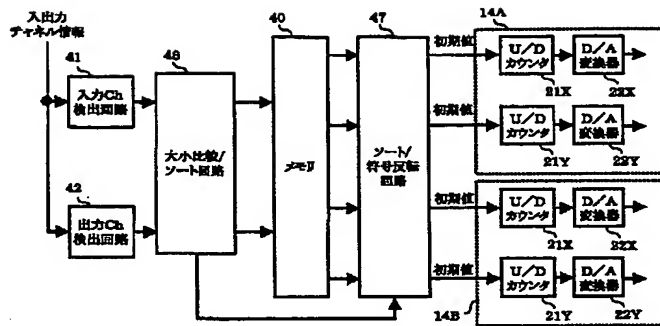 入出力
チャネル情報
41
入力Ch
検出回路
42
出力Ch
検出回路
48
大小比較/
ソート回路
40
メモリ
47
ソート/
符号反転
回路
初期値
初期値
初期値
初期値
14A
U/D
カウンタ
21X
D/A
変換器
22X
U/D
カウンタ
21Y
D/A
変換器
22Y
U/D
カウンタ
21X
D/A
変換器
22X
U/D
カウンタ
21Y
D/A
変換器
22Y
14B